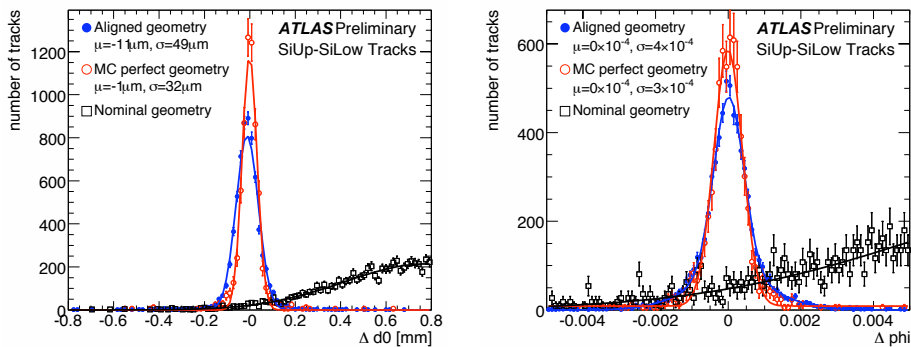 number of tracks
ATLAS Preliminary
SiUp-SiLow Tracks
Aligned geometry
μ=-11μm, σ=49μm
MC perfect geometry
μ=-1μm, σ=32μm
Nominal geometry
1200
1000
800
600
400
200
0
-0.8 -0.6 -0.4 -0.2 0 0.2 0.4 0.6 0.8
Δ d0 [mm]
number of tracks
ATLAS Preliminary
SiUp-SiLow Tracks
Aligned geometry
μ=0×10-4, σ=4×10-4
MC perfect geometry
μ=0×10-4, σ=3×10-4
Nominal geometry
600
500
400
300
200
100
0
-0.004 -0.002 0 0.002 0.004
Δ phi